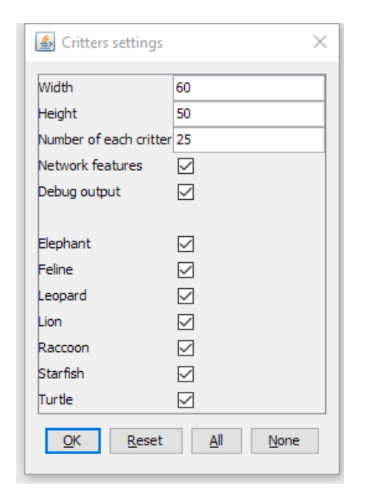 Critters settings
Width 60
Height 50
Number of each critter 25
Network features
Debug output
Elephant
Feline
Leopard
Lion
Raccoon
Starfish
Turtle
OK Reset All None